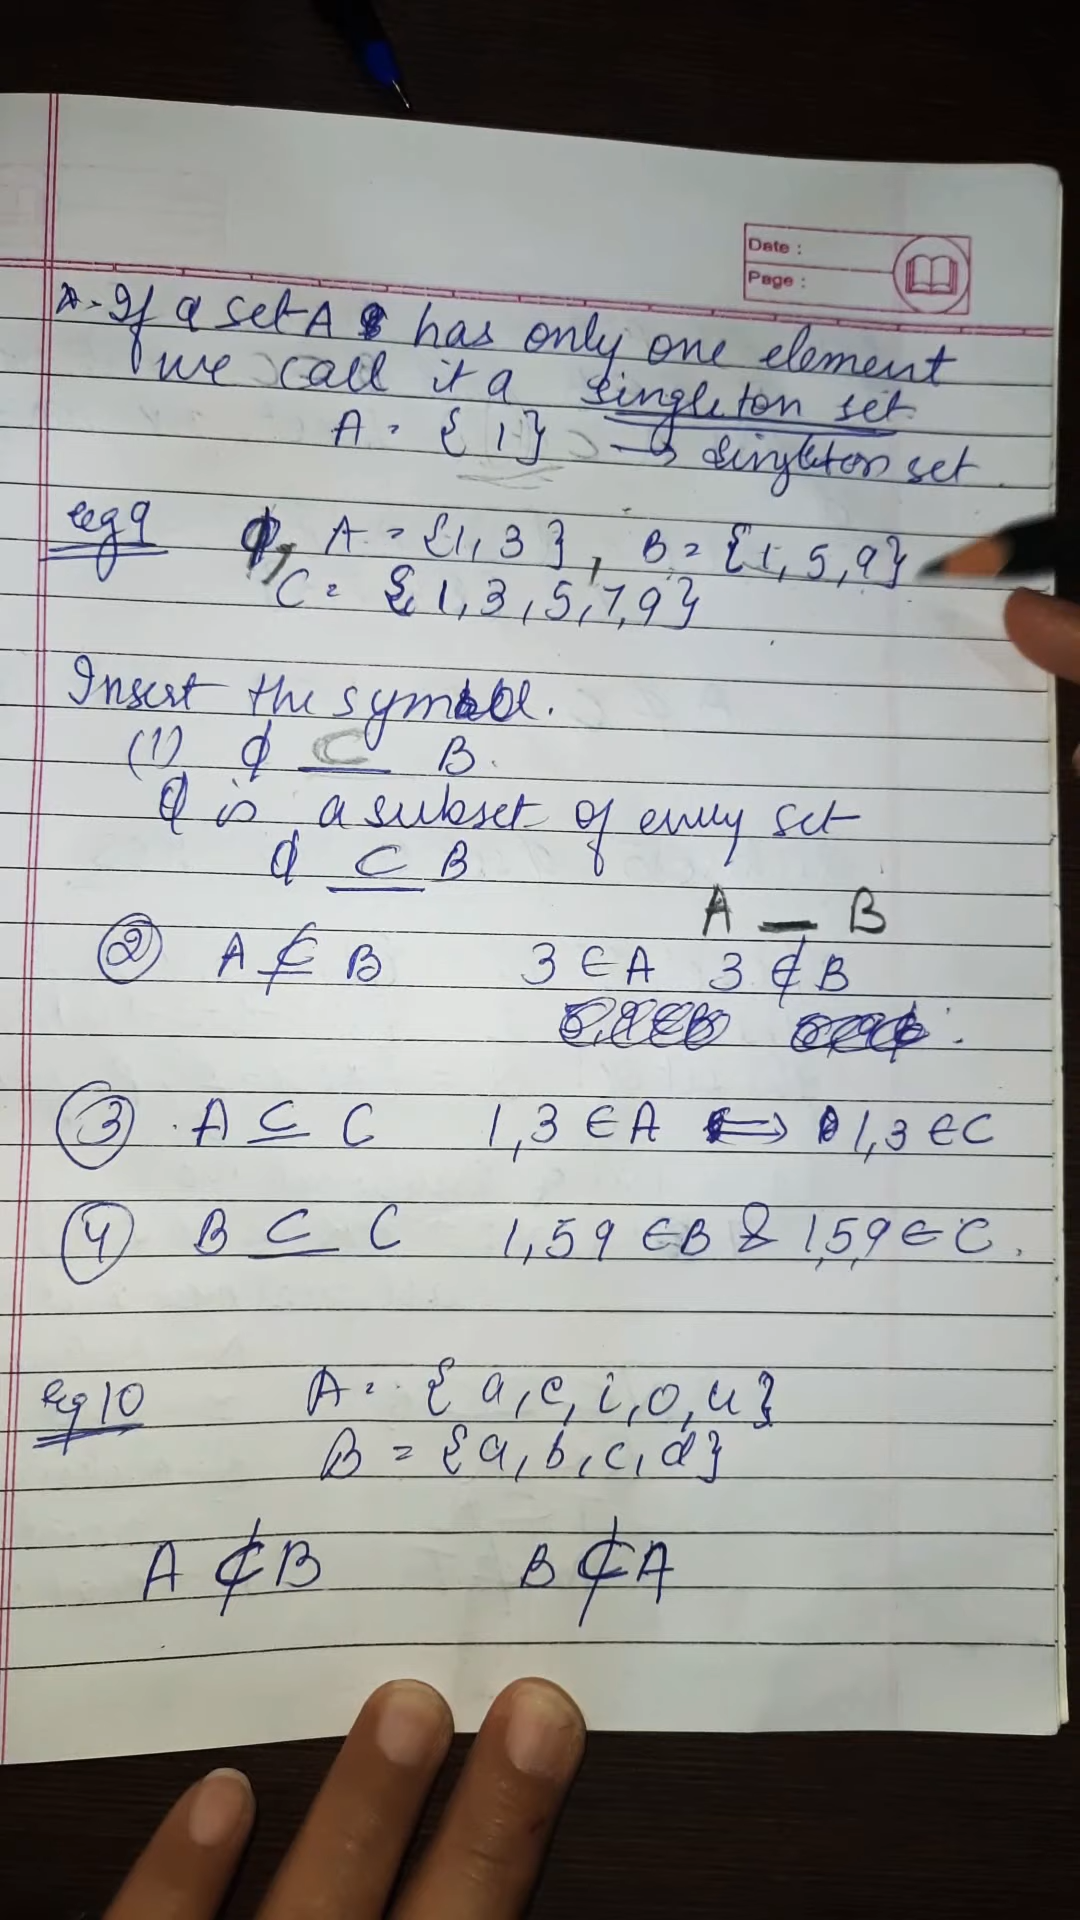 Date :
Page :
* - If a set A has only one element
we call it a singleton set.
A = {1} → singleton set.
eg 9 ϕ, A = {1, 3}, B = {1, 5, 9}
C = {1, 3, 5, 7, 9}
Insert the symbol.
(1) ϕ ⊂ B.
ϕ is a subset of every set
ϕ ⊂ B
A __ B
② A ⊄ B 3 ∈ A 3 ∉ B
③ A ⊂ C 1,3 ∈ A ⟺ 1,3 ∈ C
④ B ⊂ C 1,5 9 ∈ B & 1,5,9 ∈ C.
eg 10 A = {a, e, i, o, u}
B = {a, b, c, d}
A ⊄ B B ⊄ A